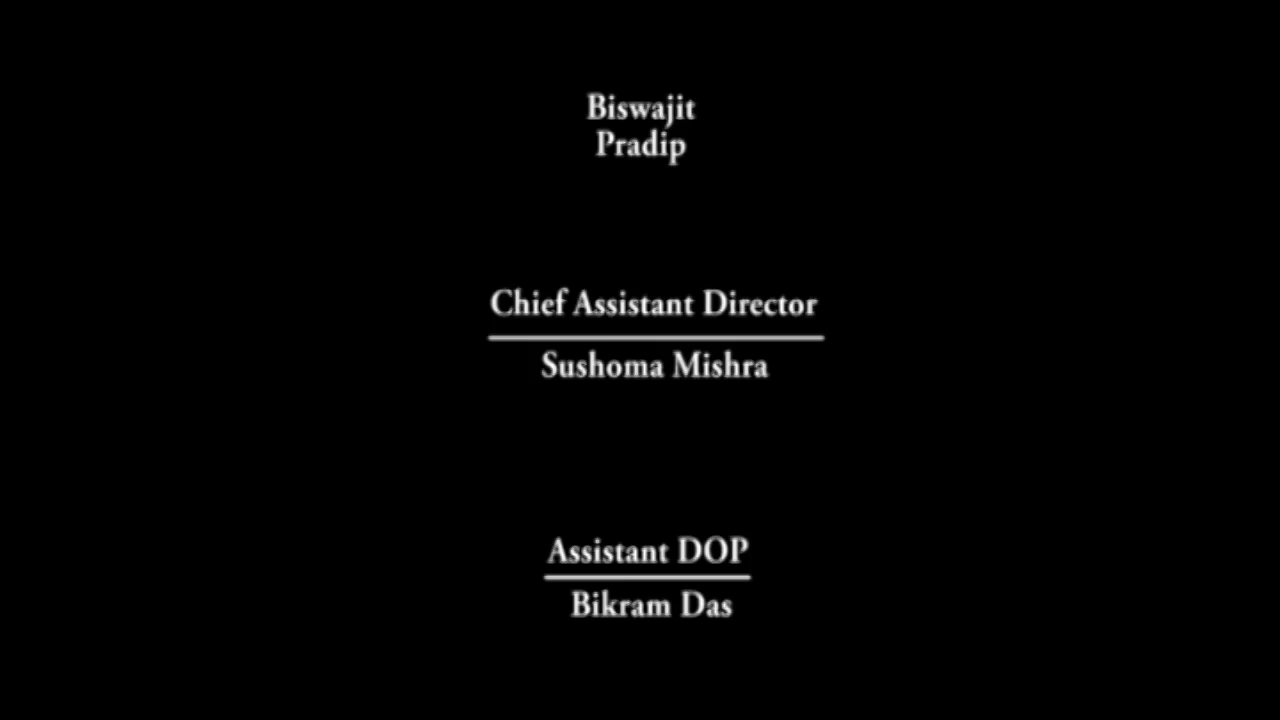 Biswajit
Pradip
Chief Assistant Director
Sushoma Mishra
Assistant DOP
Bikram Das